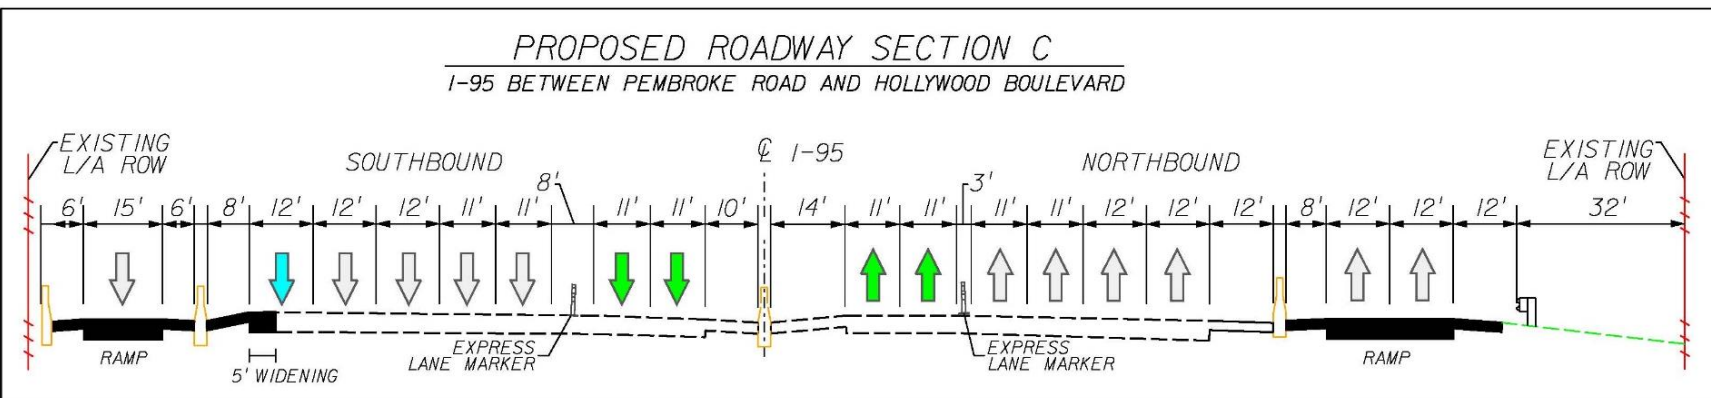 PROPOSED ROADWAY SECTION C
I-95 BETWEEN PEMBROKE ROAD AND HOLLYWOOD BOULEVARD
EXISTING
L/A ROW
SOUTHBOUND
℄ I-95
NORTHBOUND
EXISTING
L/A ROW
8'
3'
6' 15' 6' 8' 12' 12' 12' 11' 11' 11' 11' 10' 14' 11' 11' 11' 11' 12' 12' 12' 8' 12' 12' 12' 32'
RAMP
5' WIDENING
EXPRESS
LANE MARKER
EXPRESS
LANE MARKER
RAMP